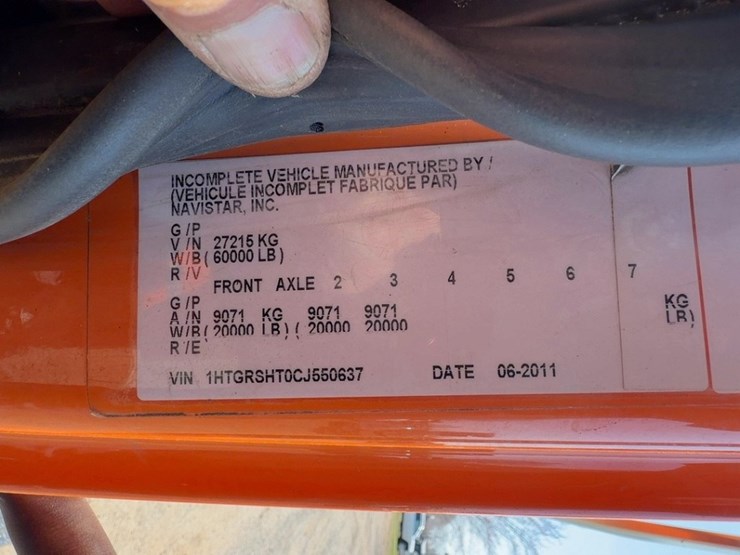 INCOMPLETE VEHICLE MANUFACTURED BY /
(VEHICULE INCOMPLET FABRIQUE PAR)
NAVISTAR, INC.
G /P
V /N 27215 KG
W/B ( 60000 LB )
R /V
FRONT AXLE 2 3 4 5 6 7
G /P
A /N 9071 KG 9071 9071 KG
W/B ( 20000 LB ) ( 20000 20000 LB )
R /E
VIN 1HTGRSHT0CJ550637 DATE 06-2011